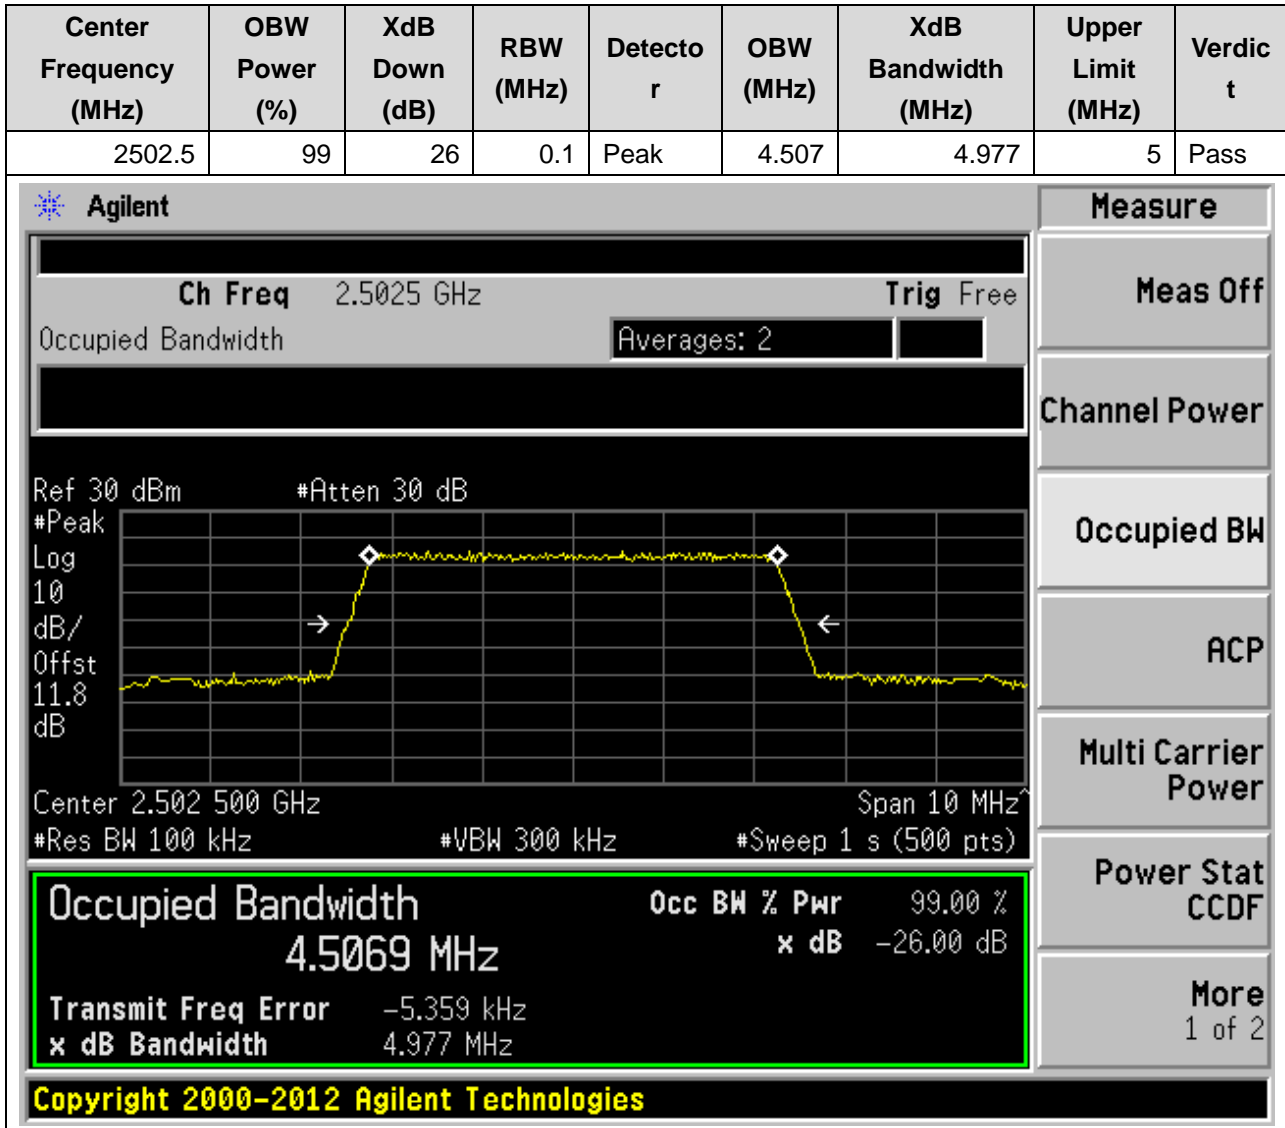 Center Frequency (MHz) OBW Power (%) XdB Down (dB) RBW (MHz) Detecto r OBW (MHz) XdB Bandwidth (MHz) Upper Limit (MHz) Verdic t
2502.5 99 26 0.1 Peak 4.507 4.977 5 Pass
Agilent
Measure
Ch Freq 2.5025 GHz Trig Free
Meas Off
Occupied Bandwidth Averages: 2
Channel Power
Ref 30 dBm #Atten 30 dB
#Peak
Log
10
dB/
Offst
11.8
dB
Occupied BW
ACP
Multi Carrier
Power
Center 2.502 500 GHz Span 10 MHz^
#Res BW 100 kHz #VBW 300 kHz #Sweep 1 s (500 pts)
Power Stat
CCDF
Occupied Bandwidth Occ BW % Pwr 99.00 %
4.5069 MHz x dB -26.00 dB
Transmit Freq Error -5.359 kHz
x dB Bandwidth 4.977 MHz
More
1 of 2
Copyright 2000-2012 Agilent Technologies